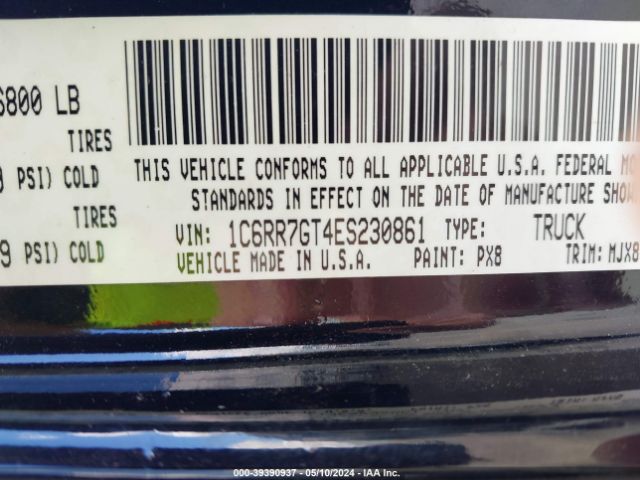 6800 LB
TIRES
PSI) COLD
TIRES
9 PSI) COLD
THIS VEHICLE CONFORMS TO ALL APPLICABLE U.S.A. FEDERAL MO
STANDARDS IN EFFECT ON THE DATE OF MANUFACTURE SHOW
VIN: 1C6RR7GT4ES230861 TYPE: TRUCK
VEHICLE MADE IN U.S.A. PAINT: PX8 TRIM: MJX8
000-39390937 - 05/10/2024 - IAA Inc.